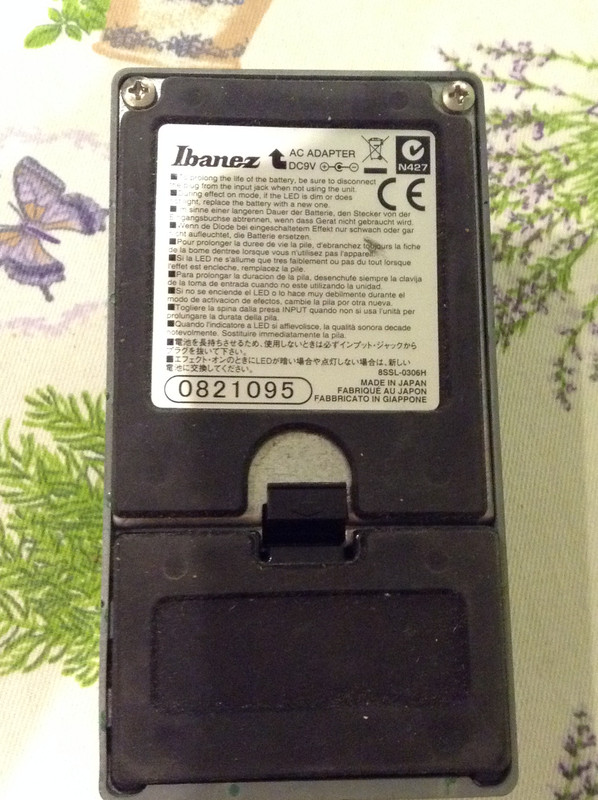 Ibanez AC ADAPTER
DC9V
N427
CE
■To prolong the life of the battery, be sure to disconnect
the plug from the input jack when not using the unit.
■During effect on mode, if the LED is dim or does
not light, replace the battery with a new one.
■Im sinne einer langeren Dauer der Batterie, den Stecker von der
Eingangsbuchse abtrennen, wenn dass Gerat nicht gebraucht wird.
■Wenn de Diode bei eingeschaltetem Effekt nur schwach oder gar
nicht aufleuchtet, die Batterie ersetzen.
■Pour prolonger la duree de vie la pile, d'ebranchez toujours la fiche
de la borne dentree lorsque vous n'utilisez pas l'appareil.
■Si la LED ne s'allume que tres faiblement ou pas du tout lorsque
l'effet est encleche, remplacez la pile.
■Para prolongar la duracion de la pila, desenchufe siempre la clavija
de la toma de entrada cuando no este utilizando la unidad.
■Si no se enciende el LED o lo hace muy debilmente durante el
modo de activacion de efectos, cambie la pila por otra nueva.
■Togliere la spina dalla presa INPUT quando non si usa l'unità per
prolungare la durata della pila.
■Quando l'indicatore a LED si affievolisce, la qualità sonora decade
notevolmente. Sostituire immediatamente la pila.
■電池を長持ちさせるため、使用しないときは必ずインプット・ジャックから
プラグを抜いて下さい。
■エフェクト・オンのときにLEDが暗い場合や点灯しない場合は、新しい
電池に交換してください。
8SSL-0306H
0821095
MADE IN JAPAN
FABRIQUÉ AU JAPON
FABBRICATO IN GIAPPONE